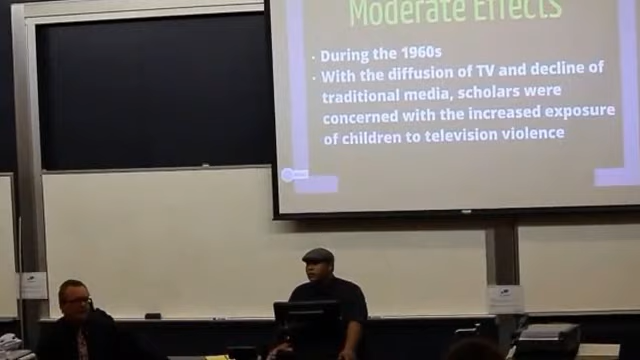 Moderate Effects
· During the 1960s
· With the diffusion of TV and decline of
traditional media, scholars were
concerned with the increased exposure
of children to television violence